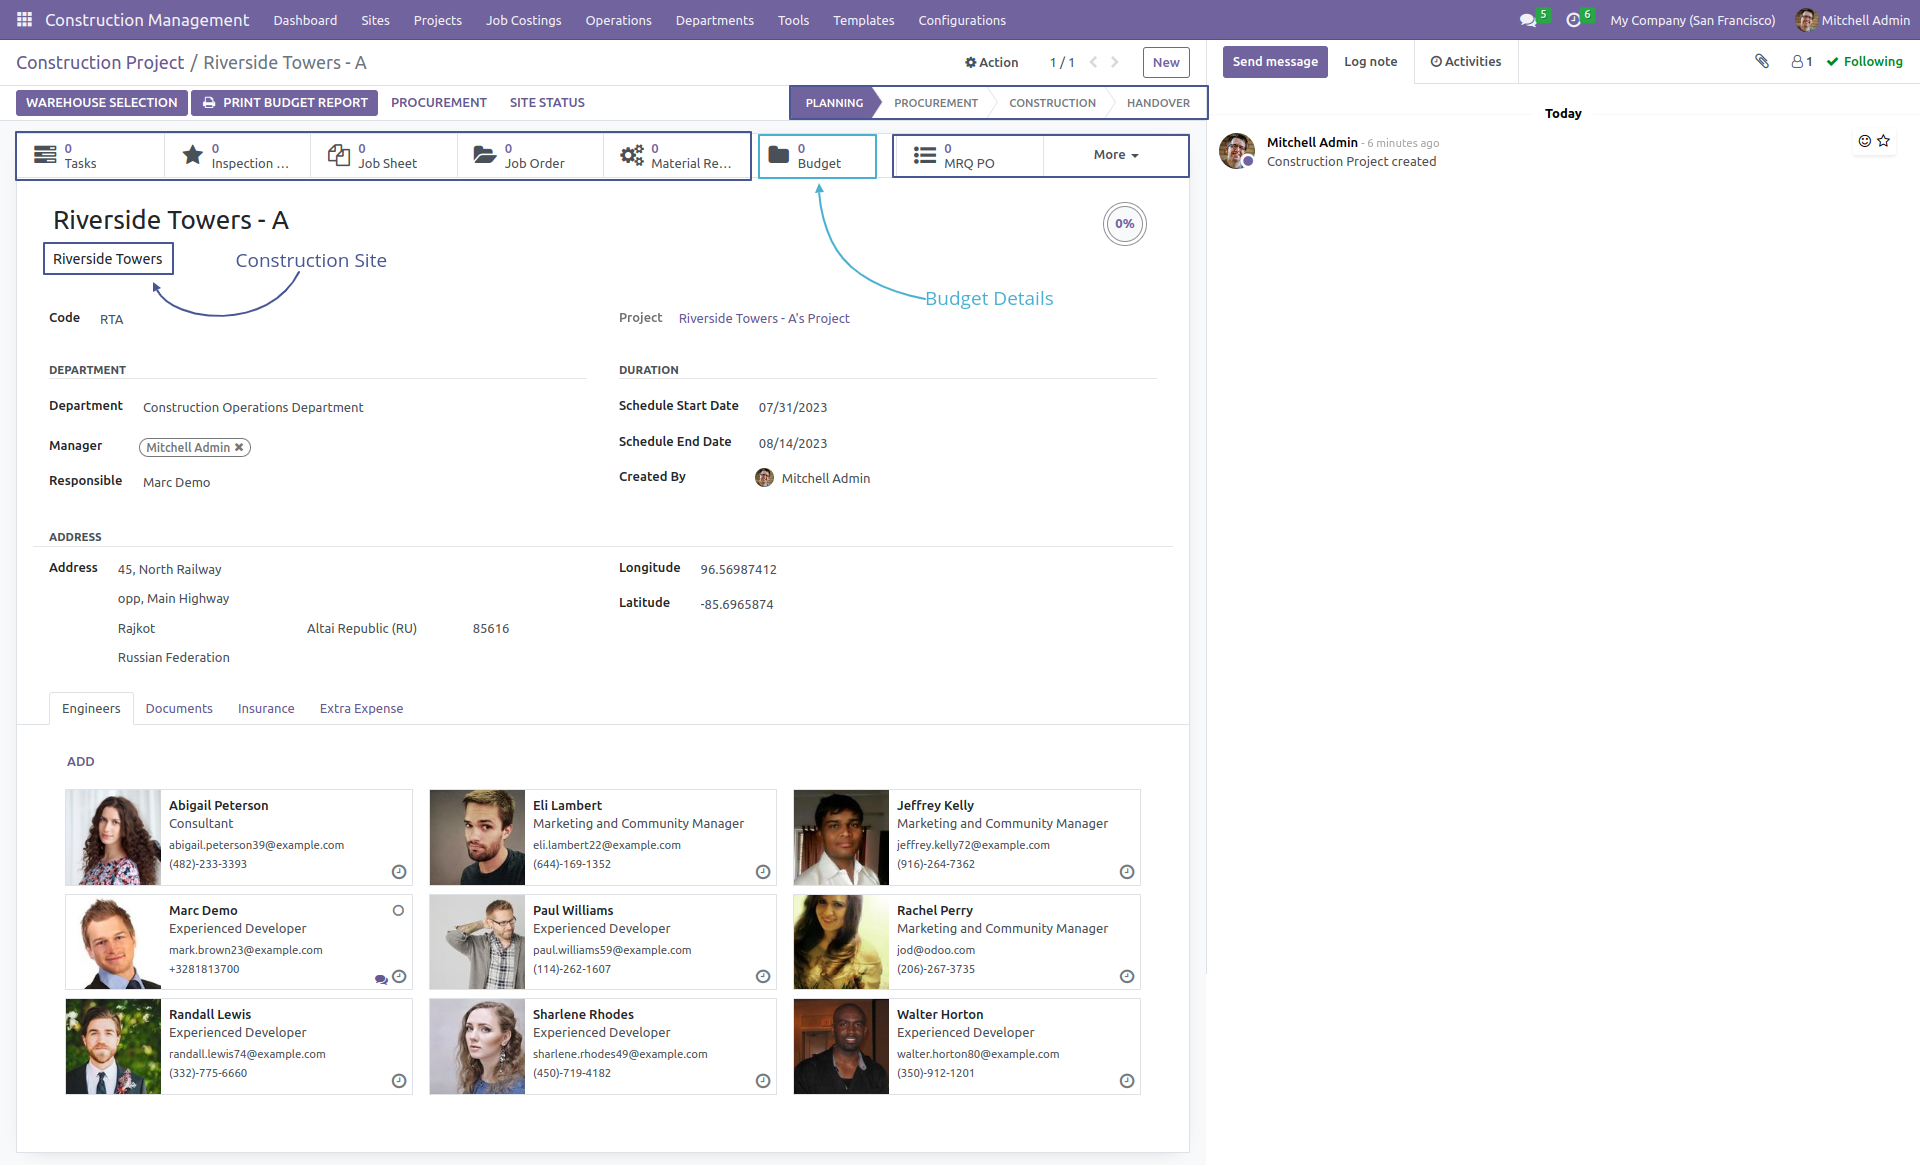 Construction Management Dashboard Sites Projects Job Costings Operations Departments Tools Templates Configurations 5 6 My Company (San Francisco) Mitchell Admin
Construction Project / Riverside Towers - A Action 1 / 1 New
Send message Log note Activities 1 Following
WAREHOUSE SELECTION PRINT BUDGET REPORT PROCUREMENT SITE STATUS PLANNING PROCUREMENT CONSTRUCTION HANDOVER
Today
0 Tasks
0 Inspection ...
0 Job Sheet
0 Job Order
0 Material Re...
0 Budget
0 MRQ PO
More
Mitchell Admin - 6 minutes ago
Construction Project created
Riverside Towers - A
0%
Riverside Towers
Construction Site
Budget Details
Code RTA
Project Riverside Towers - A's Project
DEPARTMENT
DURATION
Department Construction Operations Department
Schedule Start Date 07/31/2023
Manager Mitchell Admin
Schedule End Date 08/14/2023
Responsible Marc Demo
Created By Mitchell Admin
ADDRESS
Address 45, North Railway
Longitude 96.56987412
opp, Main Highway
Latitude -85.6965874
Rajkot Altai Republic (RU) 85616
Russian Federation
Engineers Documents Insurance Extra Expense
ADD
Abigail Peterson
Consultant
abigail.peterson39@example.com
(482)-233-3393
Eli Lambert
Marketing and Community Manager
eli.lambert22@example.com
(644)-169-1352
Jeffrey Kelly
Marketing and Community Manager
jeffrey.kelly72@example.com
(916)-264-7362
Marc Demo
Experienced Developer
mark.brown23@example.com
+3281813700
Paul Williams
Experienced Developer
paul.williams59@example.com
(114)-262-1607
Rachel Perry
Marketing and Community Manager
jod@odoo.com
(206)-267-3735
Randall Lewis
Experienced Developer
randall.lewis74@example.com
(332)-775-6660
Sharlene Rhodes
Experienced Developer
sharlene.rhodes49@example.com
(450)-719-4182
Walter Horton
Experienced Developer
walter.horton80@example.com
(350)-912-1201